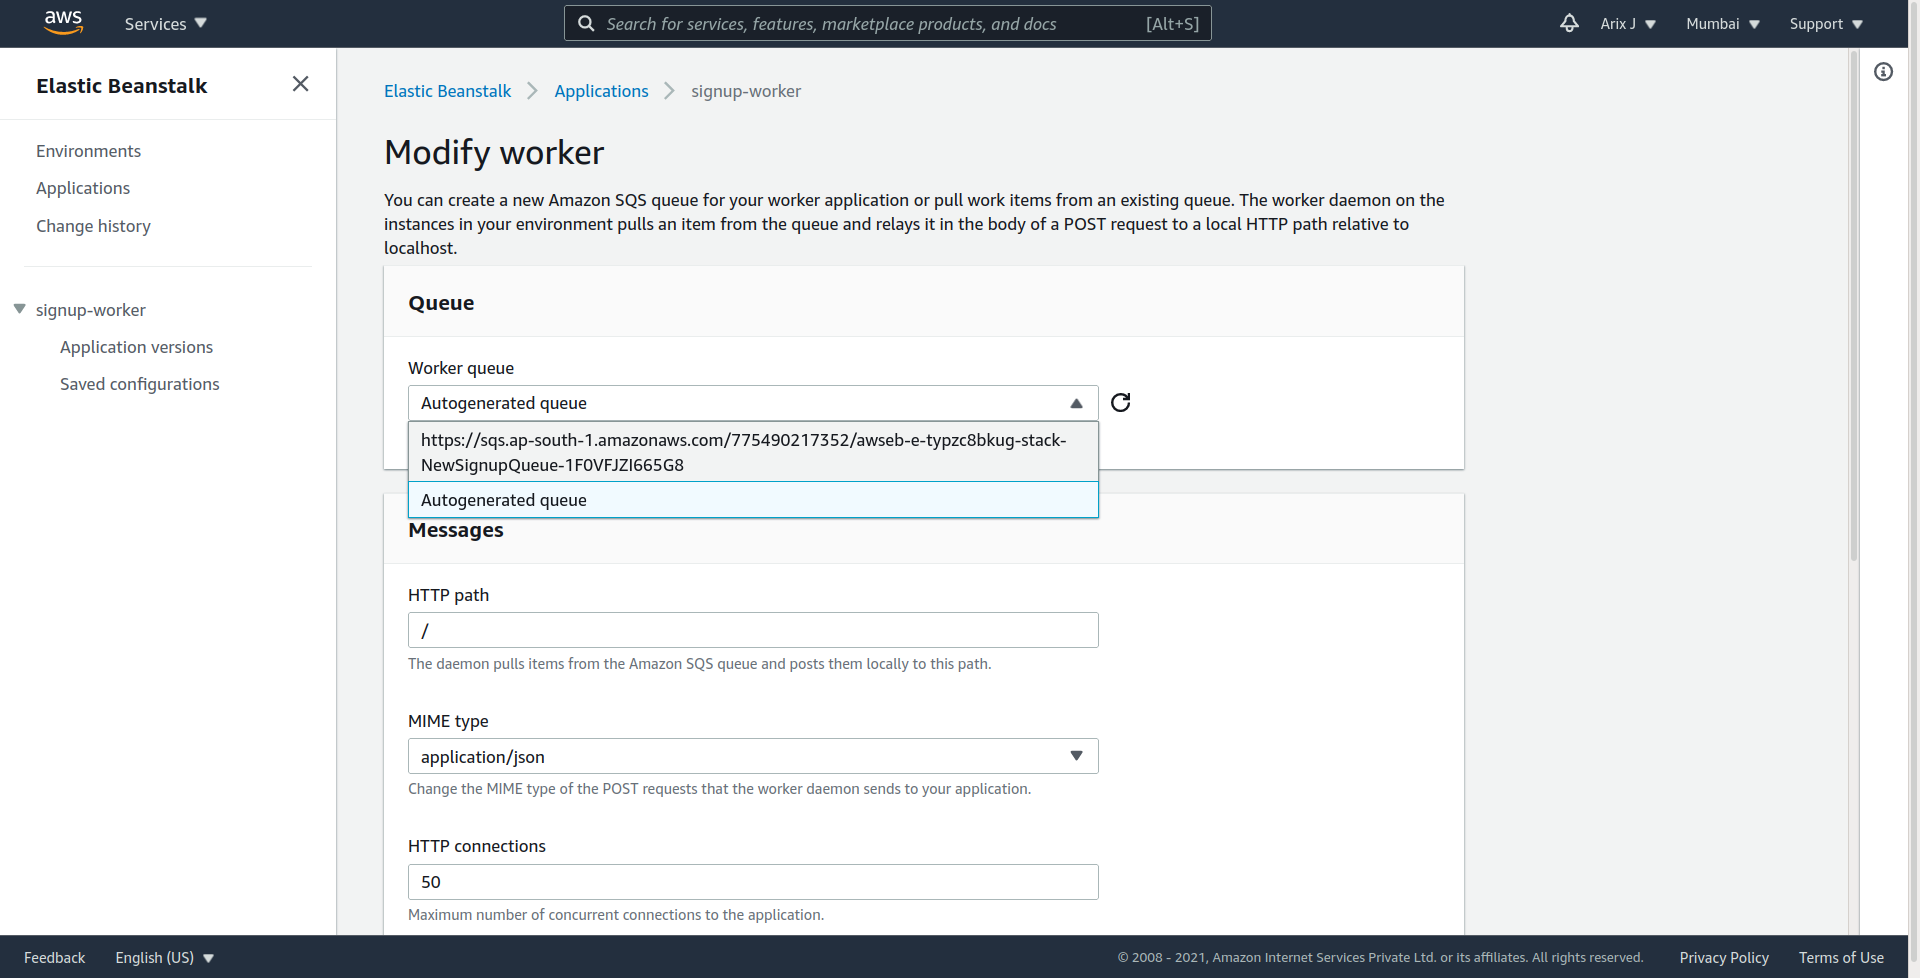 aws
Services
Search for services, features, marketplace products, and docs [Alt+S]
Arix J
Mumbai
Support
Elastic Beanstalk
Environments
Applications
Change history
signup-worker
Application versions
Saved configurations
Elastic Beanstalk
Applications
signup-worker
Modify worker
You can create a new Amazon SQS queue for your worker application or pull work items from an existing queue. The worker daemon on the
instances in your environment pulls an item from the queue and relays it in the body of a POST request to a local HTTP path relative to
localhost.
Queue
Worker queue
Autogenerated queue
https://sqs.ap-south-1.amazonaws.com/775490217352/awseb-e-typzc8bkug-stack-
NewSignupQueue-1F0VFJZI665G8
Autogenerated queue
Messages
HTTP path
/
The daemon pulls items from the Amazon SQS queue and posts them locally to this path.
MIME type
application/json
Change the MIME type of the POST requests that the worker daemon sends to your application.
HTTP connections
50
Maximum number of concurrent connections to the application.
Feedback
English (US)
© 2008 - 2021, Amazon Internet Services Private Ltd. or its affiliates. All rights reserved.
Privacy Policy
Terms of Use